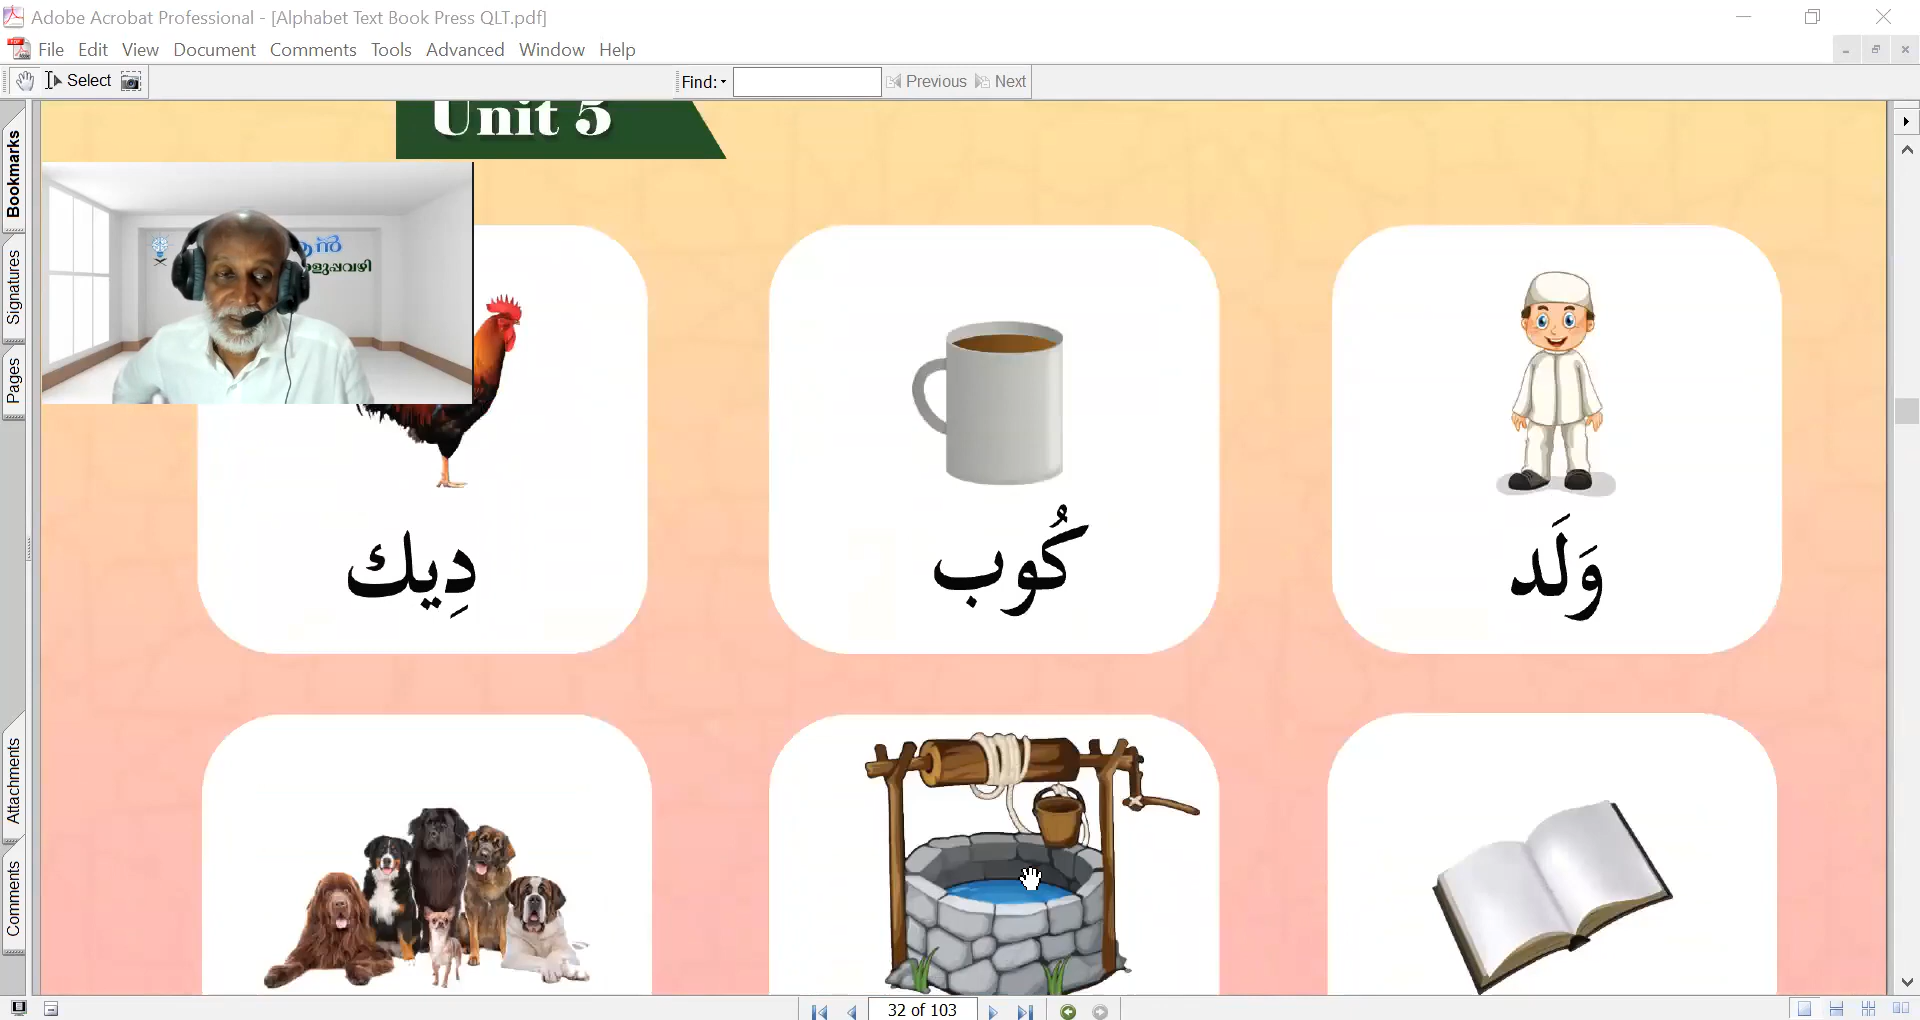 Adobe Acrobat Professional - [Alphabet Text Book Press QLT.pdf]
File Edit View Document Comments Tools Advanced Window Help
Select
Find:
Previous
Next
Bookmarks
Signatures
Pages
Attachments
Comments
Unit 5
وَلَد
كُوب
دِيك
32 of 103